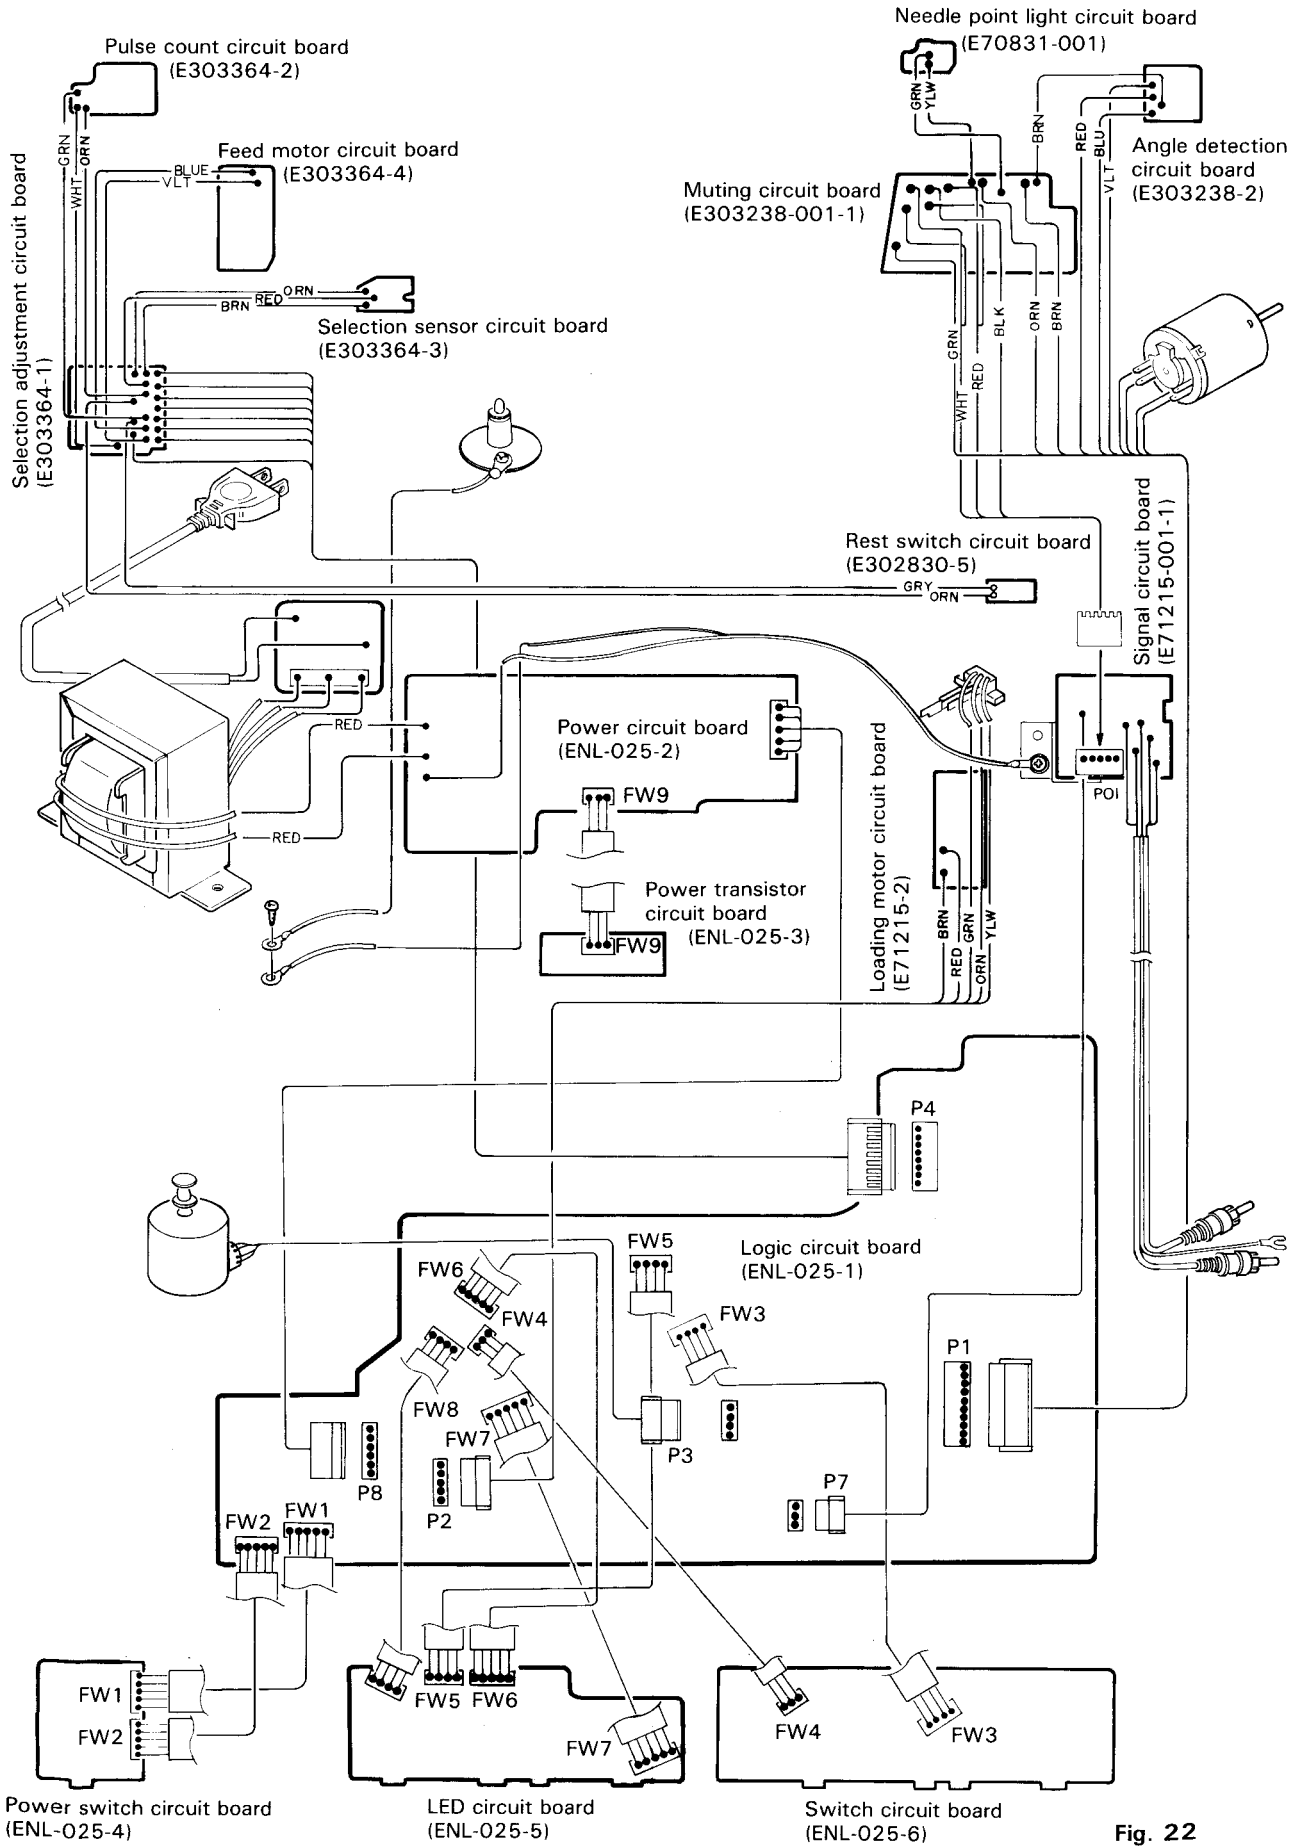 Needle point light circuit board
(E70831-001)
Pulse count circuit board
(E303364-2)
GRN
YLW
BRN
RED
BLU
VLT
Angle detection
circuit board
(E303238-2)
GRN
WHT
ORN
Feed motor circuit board
(E303364-4)
BLUE
VLT
Muting circuit board
(E303238-001-1)
Selection adjustment circuit board
(E303364-1)
ORN
RED
BRN
Selection sensor circuit board
(E303364-3)
GRN
WHT
RED
BLK
ORN
BRN
Rest switch circuit board
(E302830-5)
GRY
ORN
Signal circuit board
(E71215-001-1)
RED
Power circuit board
(ENL-025-2)
FW9
RED
PO1
Loading motor circuit board
(E71215-2)
Power transistor
circuit board
(ENL-025-3)
FW9
BRN
RED
GRN
ORN
YLW
P4
Logic circuit board
(ENL-025-1)
FW5
FW6
FW4
FW3
P1
FW8
FW7
P3
P8
P2
P7
FW2
FW1
FW1
FW2
FW5
FW6
FW7
FW4
FW3
Power switch circuit board
(ENL-025-4)
LED circuit board
(ENL-025-5)
Switch circuit board
(ENL-025-6)
Fig. 22